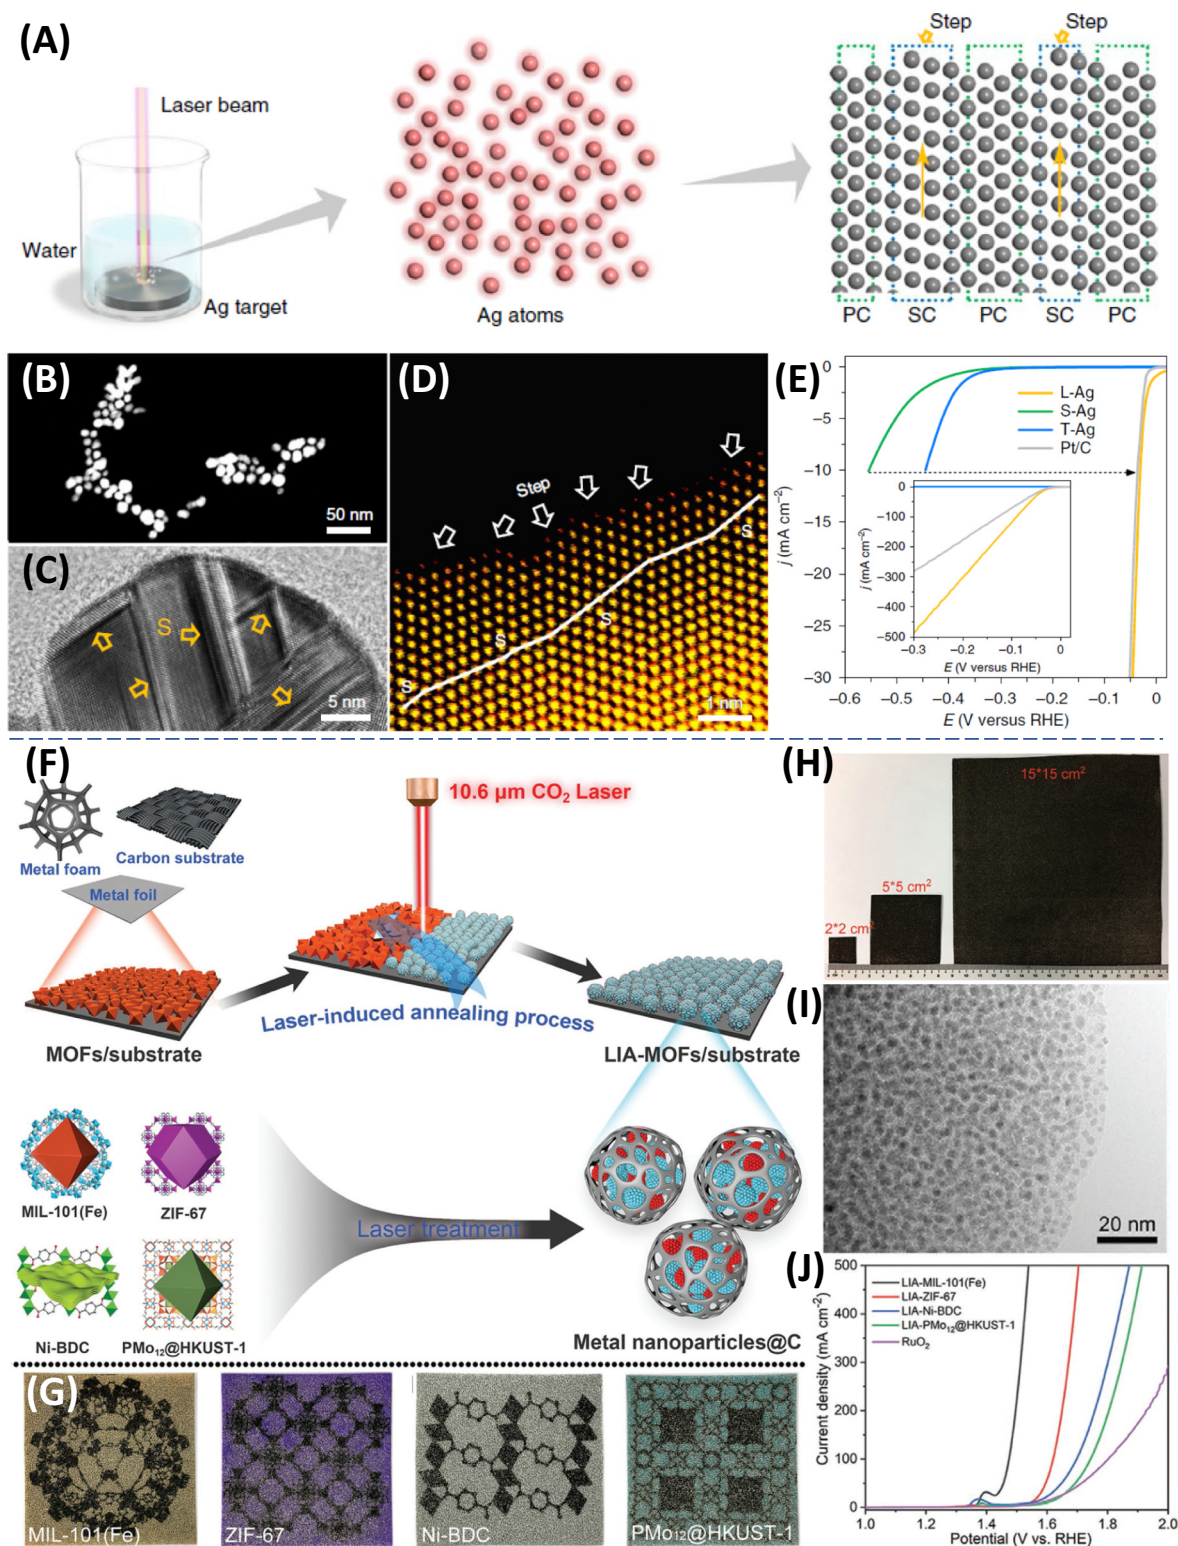 (A)
Step
Step
Laser beam
Water
Ag target
Ag atoms
PC
SC
PC
SC
PC
(B)
50 nm
(C)
S
5 nm
(D)
Step
S
S
S
S
1 nm
(E)
0
−5
−10
−15
−20
−25
−30
j (mA cm−2)
L-Ag
S-Ag
T-Ag
Pt/C
0
−100
−200
−300
−400
−500
j (mA cm−2)
−0.3
−0.2
−0.1
0
E (V versus RHE)
−0.6
−0.5
−0.4
−0.3
−0.2
−0.1
0
E (V versus RHE)
(F)
Metal foam
Carbon substrate
Metal foil
MOFs/substrate
10.6 μm CO2 Laser
Laser-induced annealing process
LIA-MOFs/substrate
MIL-101(Fe)
ZIF-67
Ni-BDC
PMo12@HKUST-1
Laser treatment
Metal nanoparticles@C
(G)
MIL-101(Fe)
ZIF-67
Ni-BDC
PMo12@HKUST-1
(H)
15*15 cm2
5*5 cm2
2*2 cm2
(I)
20 nm
(J)
500
400
300
200
100
0
Current density (mA cm-2)
LIA-MIL-101(Fe)
LIA-ZIF-67
LIA-Ni-BDC
LIA-PMo12@HKUST-1
RuO2
1.0
1.2
1.4
1.6
1.8
2.0
Potential (V vs. RHE)